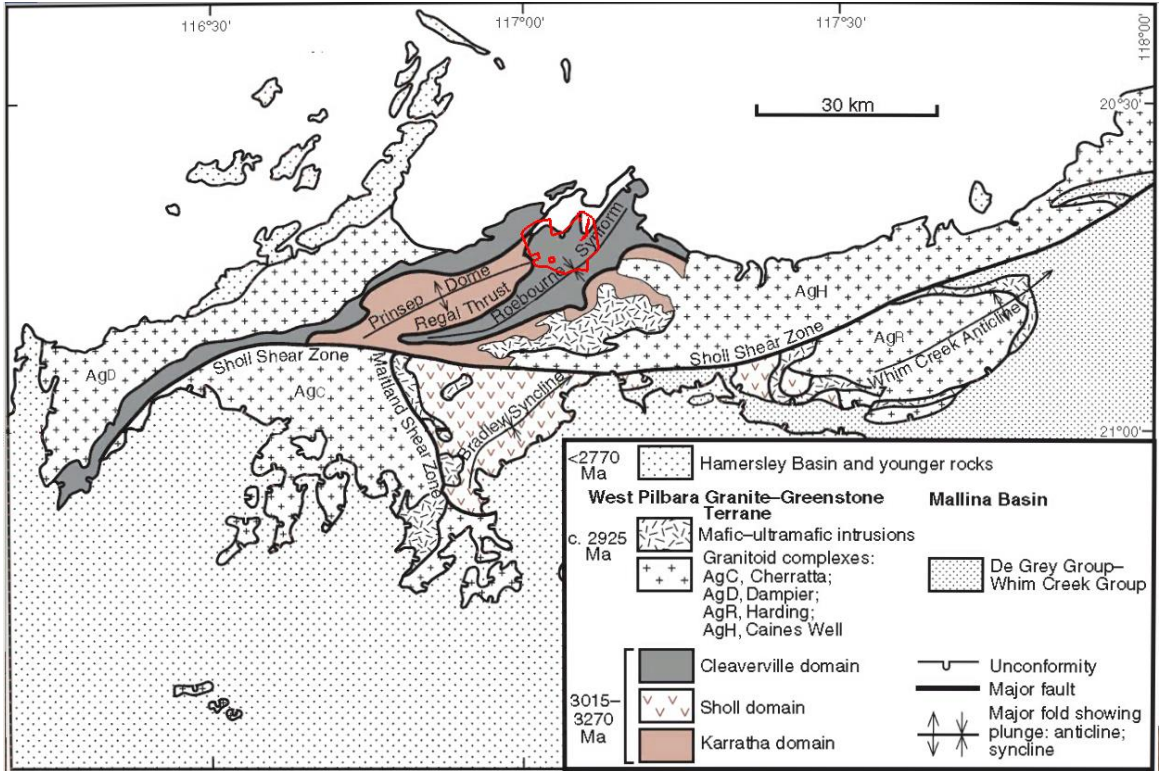 116°30'
117°00'
117°30'
118°00'
30 km
20°30'
Prinsep Dome
Regal Thrust
Roebourne Synform
AgH
Sholl Shear Zone
AgR
Whim Creek Anticline
AgD
Sholl Shear Zone
AgC
Maitland Shear Zone
Bradley Syncline
21°00'
<2770
Ma
Hamersley Basin and younger rocks
West Pilbara Granite–Greenstone
Terrane
Mallina Basin
c. 2925
Ma
Mafic–ultramafic intrusions
Granitoid complexes:
AgC, Cherratta;
AgD, Dampier;
AgR, Harding;
AgH, Caines Well
De Grey Group–
Whim Creek Group
3015–
3270
Ma
Cleaverville domain
Sholl domain
Karratha domain
Unconformity
Major fault
Major fold showing
plunge: anticline;
syncline